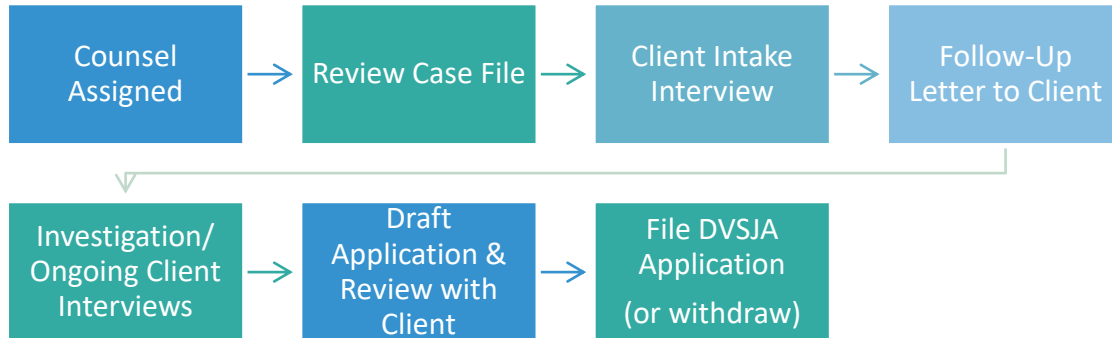 Counsel
Assigned
Review Case File
Client Intake
Interview
Follow-Up
Letter to Client
Investigation/
Ongoing Client
Interviews
Draft
Application &
Review with
Client
File DVSJA
Application
(or withdraw)